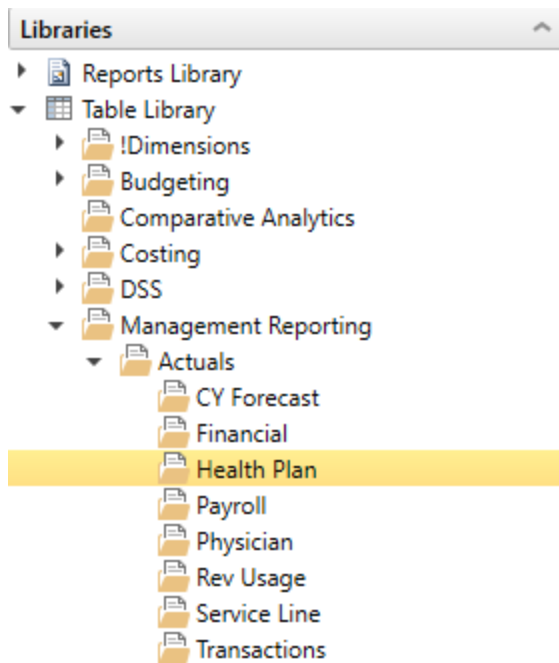 Libraries
Reports Library
Table Library
!Dimensions
Budgeting
Comparative Analytics
Costing
DSS
Management Reporting
Actuals
CY Forecast
Financial
Health Plan
Payroll
Physician
Rev Usage
Service Line
Transactions